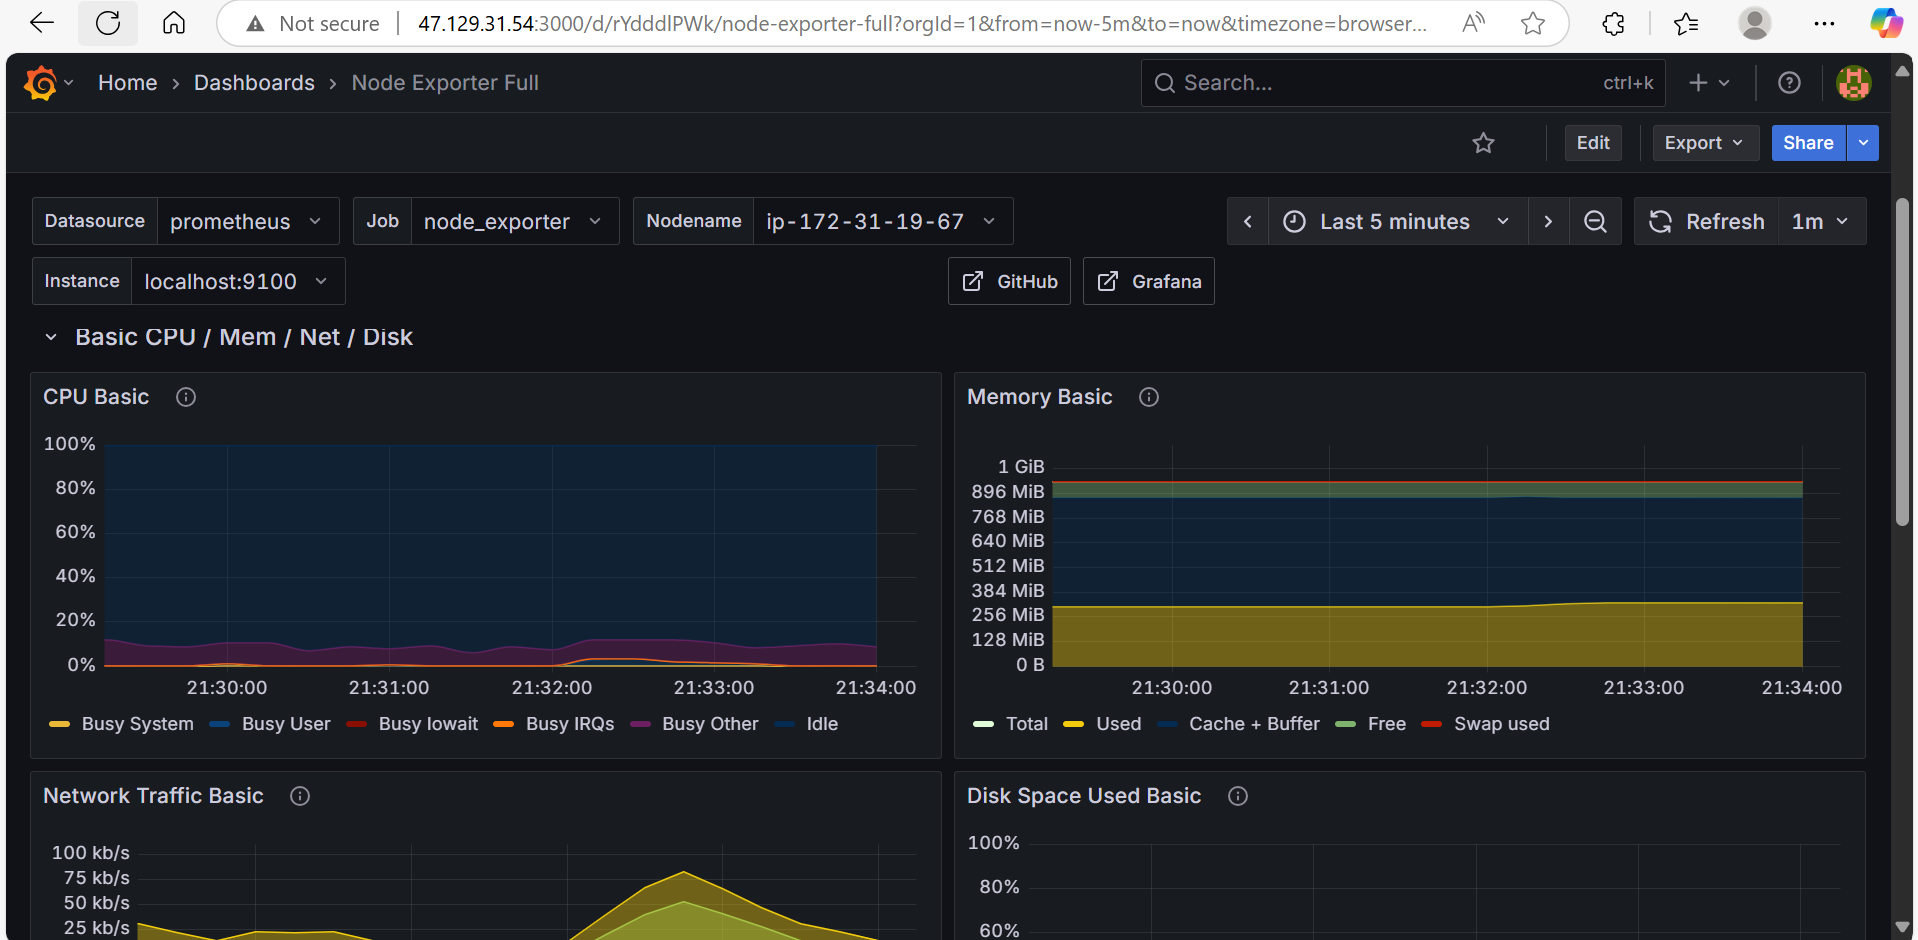 Not secure 47.129.31.54:3000/d/rYdddlPWk/node-exporter-full?orgId=1&from=now-5m&to=now&timezone=browser...
Home › Dashboards › Node Exporter Full
Search... ctrl+k
Edit Export Share
Datasource prometheus Job node_exporter Nodename ip-172-31-19-67 Last 5 minutes Refresh 1m
Instance localhost:9100 GitHub Grafana
Basic CPU / Mem / Net / Disk
CPU Basic
100%
80%
60%
40%
20%
0%
21:30:00 21:31:00 21:32:00 21:33:00 21:34:00
Busy System Busy User Busy Iowait Busy IRQs Busy Other Idle
Memory Basic
1 GiB
896 MiB
768 MiB
640 MiB
512 MiB
384 MiB
256 MiB
128 MiB
0 B
21:30:00 21:31:00 21:32:00 21:33:00 21:34:00
Total Used Cache + Buffer Free Swap used
Network Traffic Basic
100 kb/s
75 kb/s
50 kb/s
25 kb/s
Disk Space Used Basic
100%
80%
60%